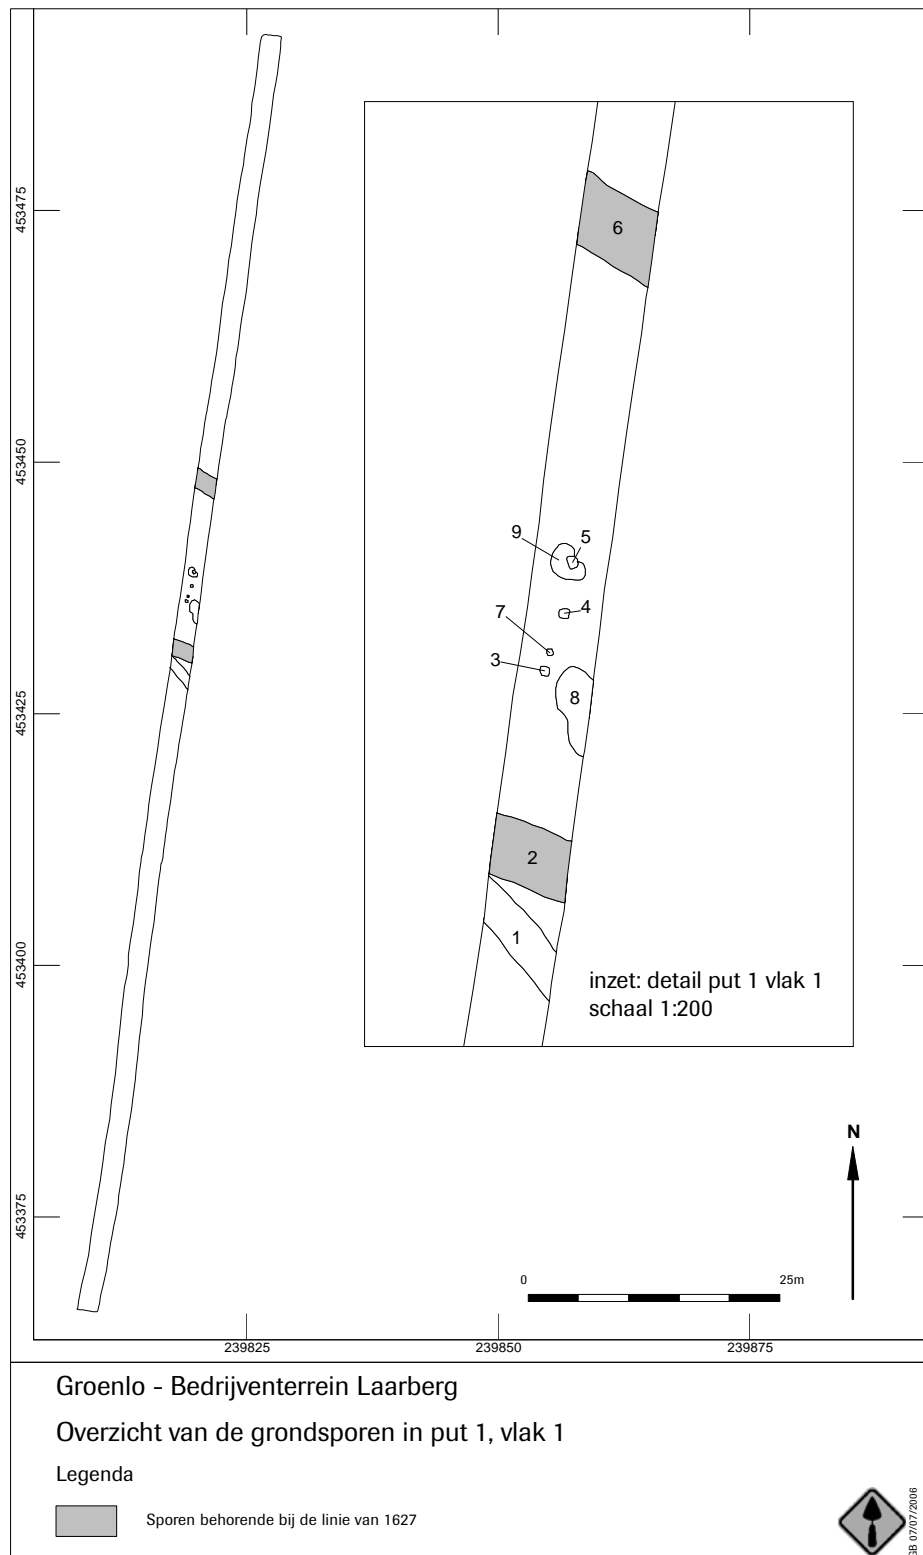 453475
453450
453425
453400
453375
6
9
5
4
7
3
8
2
1
inzet: detail put 1 vlak 1
schaal 1:200
N
0
25m
239825
239850
239875
Groenlo - Bedrijventerrein Laarberg
Overzicht van de grondsporen in put 1, vlak 1
Legenda
Sporen behorende bij de linie van 1627
GB 07/07/2006